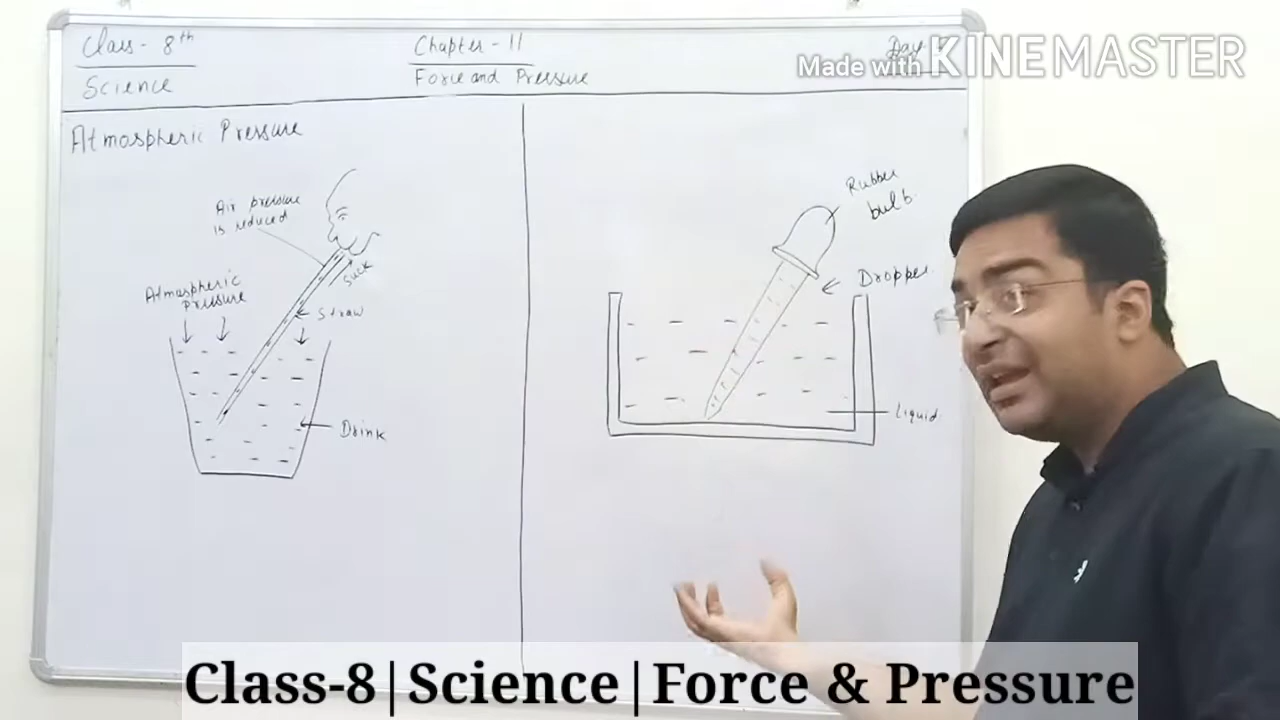 Class- 8th
Science
Chapter - 11
Force and Pressure
Made with KINEMASTER
Atmospheric Pressure
Air pressure
is reduced
Suck
Atmospheric
Pressure
Straw
Drink
Rubber
bulb.
Dropper.
Liquid
Class-8|Science|Force & Pressure